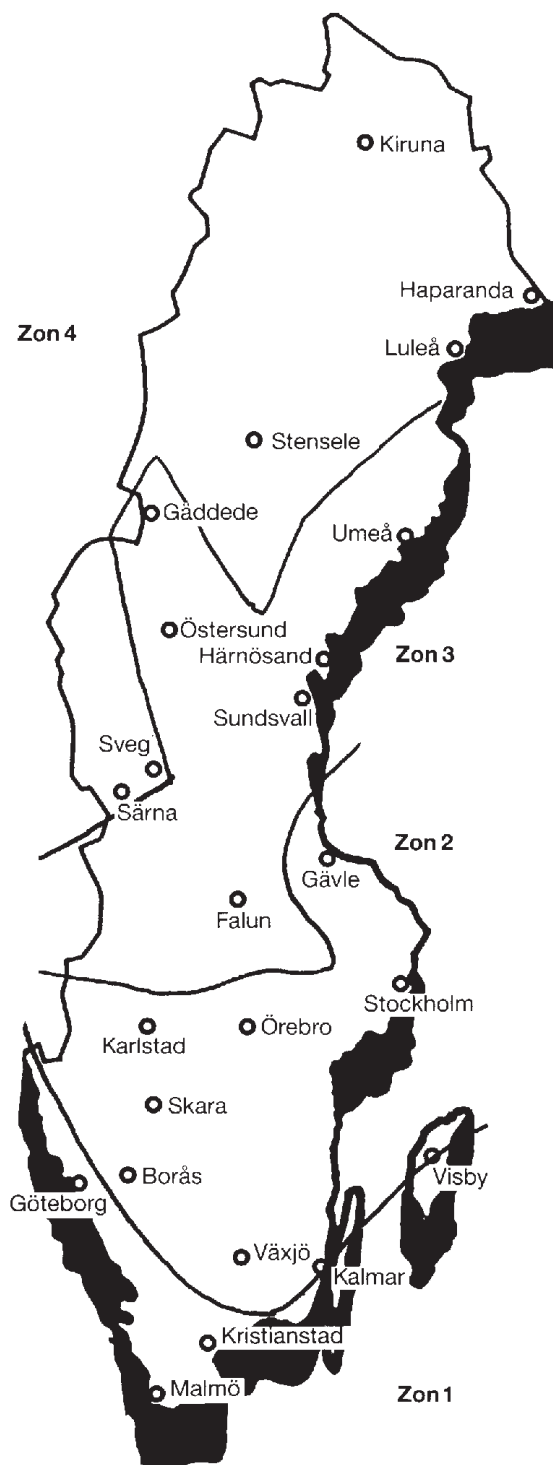 Kiruna
Haparanda
Zon 4
Luleå
Stensele
Gäddede
Umeå
Östersund
Härnösand
Zon 3
Sundsvall
Sveg
Särna
Zon 2
Gävle
Falun
Stockholm
Karlstad
Örebro
Skara
Visby
Borås
Göteborg
Växjö
Kalmar
Kristianstad
Malmö
Zon 1